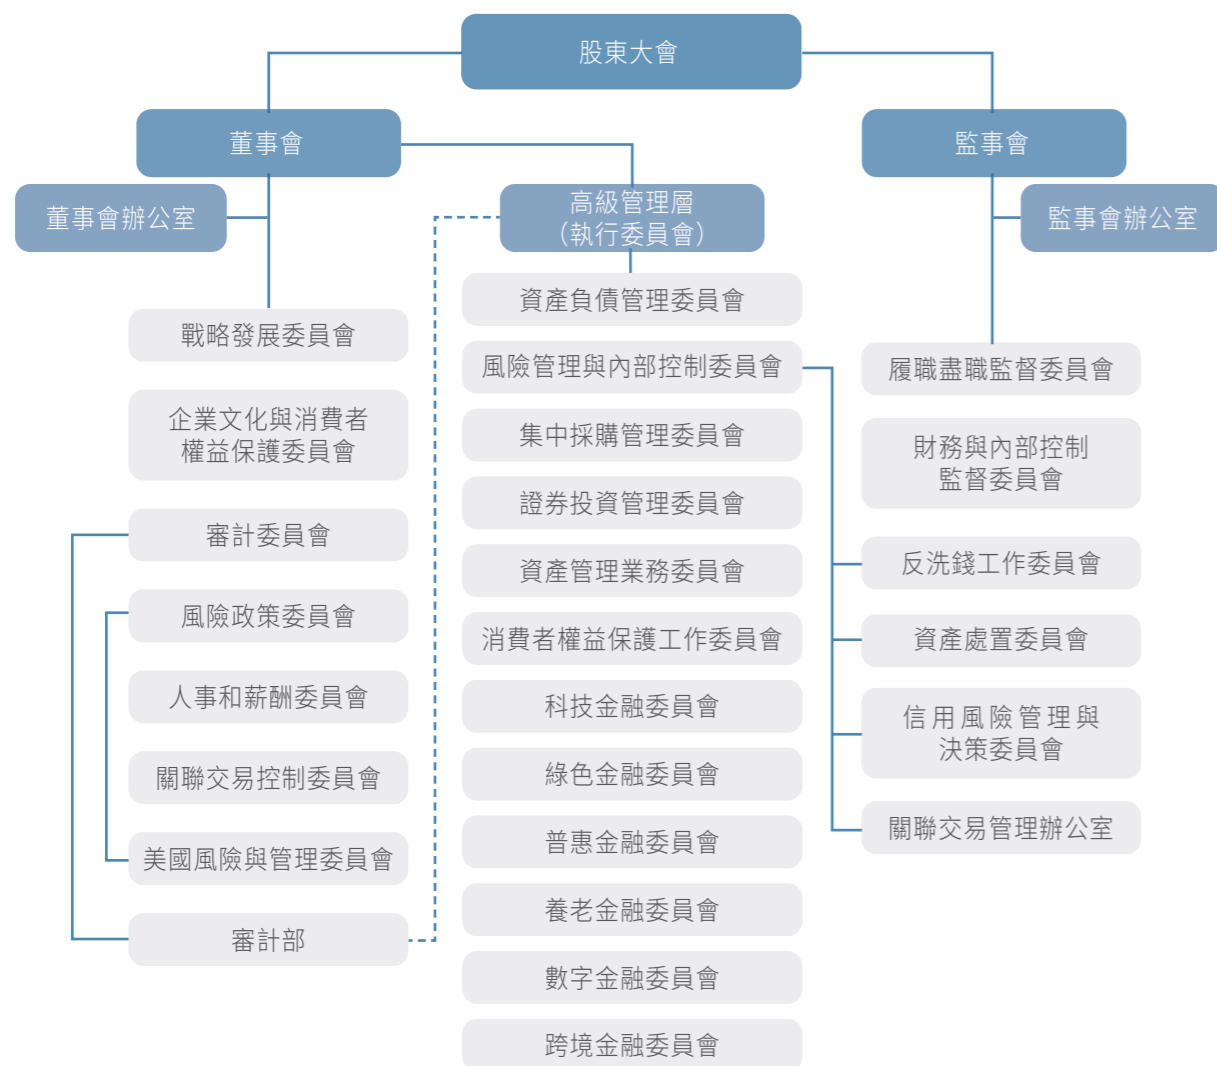 股東大會
董事會
監事會
董事會辦公室
高級管理層
（執行委員會）
監事會辦公室
戰略發展委員會
企業文化與消費者
權益保護委員會
審計委員會
風險政策委員會
人事和薪酬委員會
關聯交易控制委員會
美國風險與管理委員會
審計部
資產負債管理委員會
風險管理與內部控制委員會
集中採購管理委員會
證券投資管理委員會
資產管理業務委員會
消費者權益保護工作委員會
科技金融委員會
綠色金融委員會
普惠金融委員會
養老金融委員會
數字金融委員會
跨境金融委員會
履職盡職監督委員會
財務與內部控制
監督委員會
反洗錢工作委員會
資產處置委員會
信用風險管理與
決策委員會
關聯交易管理辦公室